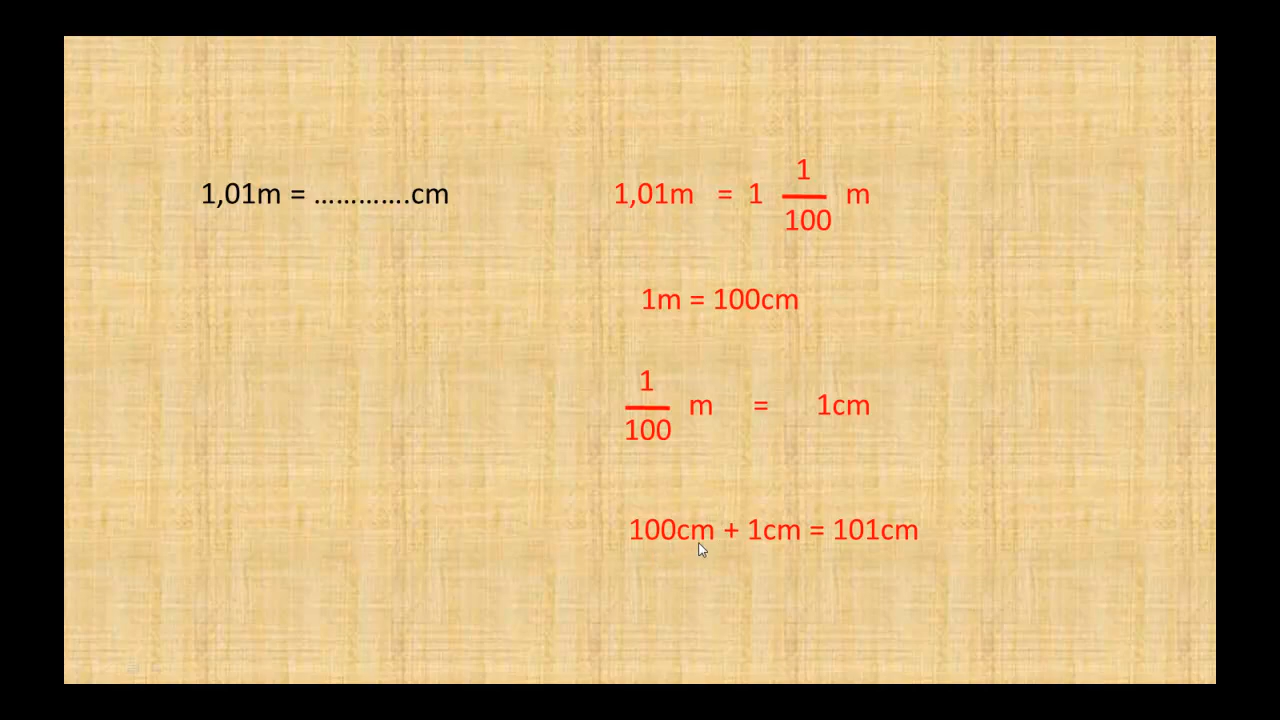 1,01m = ………….cm
1,01m = 1 1/100 m
1m = 100cm
1/100 m = 1cm
100cm + 1cm = 101cm